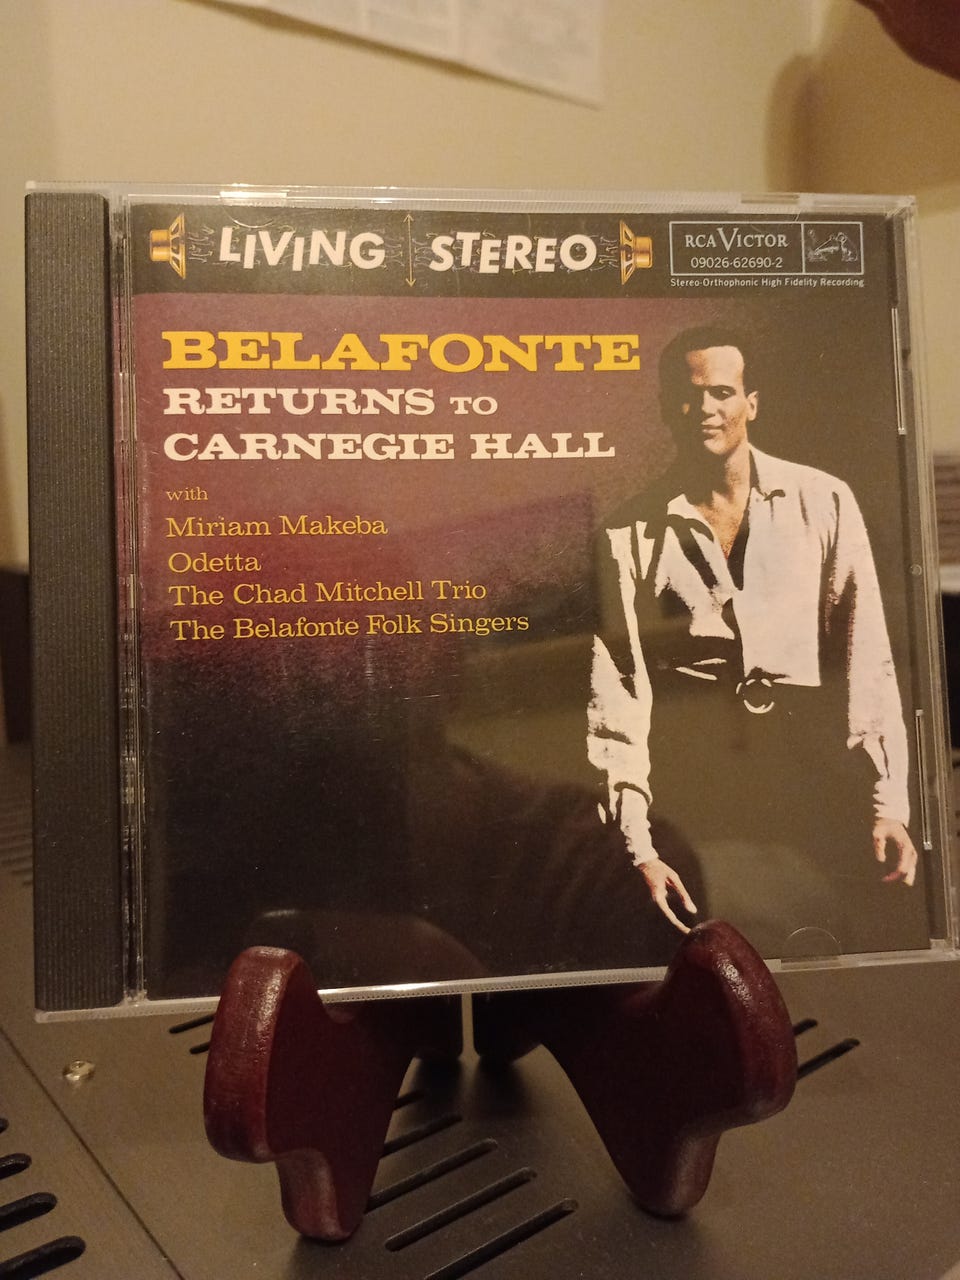 LIVING STEREO
RCA VICTOR
09026-62690-2
Stereo-Orthophonic High Fidelity Recording
BELAFONTE
RETURNS TO
CARNEGIE HALL
with
Miriam Makeba
Odetta
The Chad Mitchell Trio
The Belafonte Folk Singers